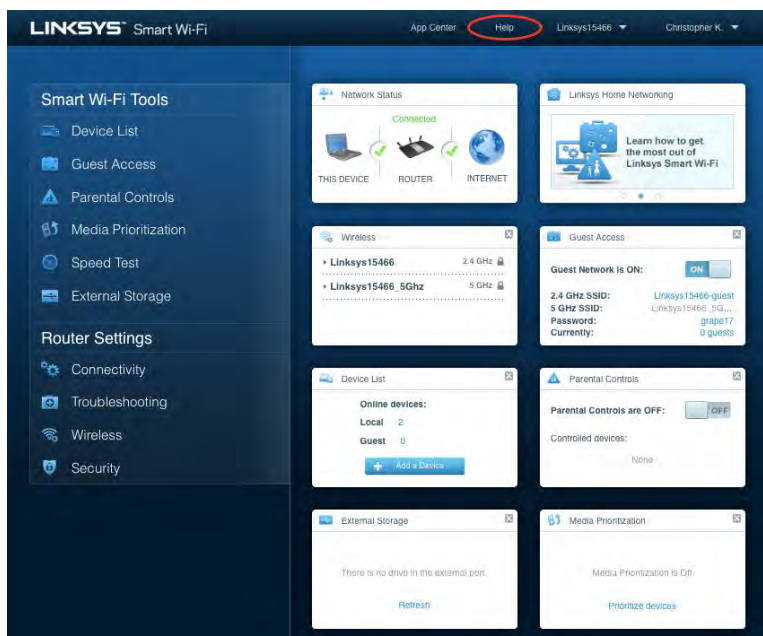 LINKSYS Smart Wi-Fi
App Center
Help
Linksys15466
Christopher K.
Smart Wi-Fi Tools
Device List
Guest Access
Parental Controls
Media Prioritization
Speed Test
External Storage
Router Settings
Connectivity
Troubleshooting
Wireless
Security
Network Status
Connected
THIS DEVICE ROUTER INTERNET
Linksys Home Networking
Learn how to get
the most out of
Linksys Smart Wi-Fi
Wireless
Linksys15466 2.4 GHz
Linksys15466_5Ghz 5 GHz
Guest Access
Guest Network is ON: ON
2.4 GHz SSID: Linksys15466-guest
5 GHz SSID: Linksys15466_5G...
Password: grape17
Currently: 0 guests
Device List
Online devices:
Local 2
Guest 0
Add a Device
Parental Controls
Parental Controls are OFF: OFF
Controlled devices:
None
External Storage
There is no drive in the external port.
Refresh
Media Prioritization
Media Prioritization is Off
Prioritize devices